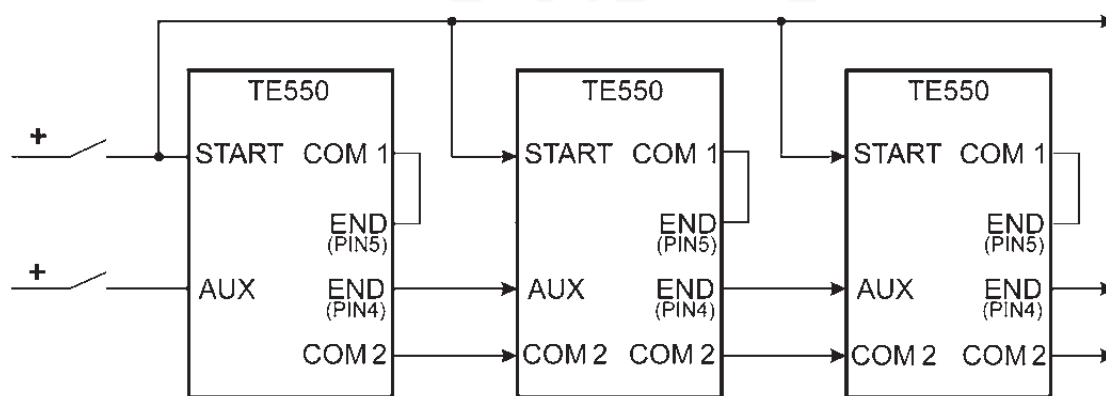 TE550 TE550 TE550
+ START COM 1 START COM 1 START COM 1
END END END
(PIN5) (PIN5) (PIN5)
+ AUX END AUX END AUX END
(PIN4) (PIN4) (PIN4)
COM 2 COM 2 COM 2 COM 2 COM 2